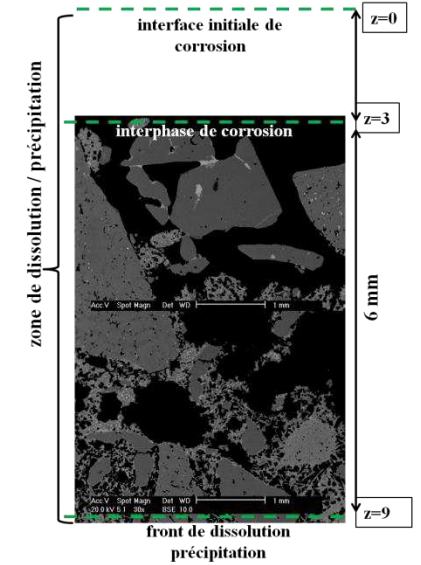 interface initiale de
corrosion
z=0
z=3
interphase de corrosion
zone de dissolution / précipitation
6 mm
Acc.V Spot Magn Det WD 1 mm
Acc.V Spot Magn Det WD 1 mm
20.0 kV 5.1 30x BSE 10.0
z=9
front de dissolution
précipitation